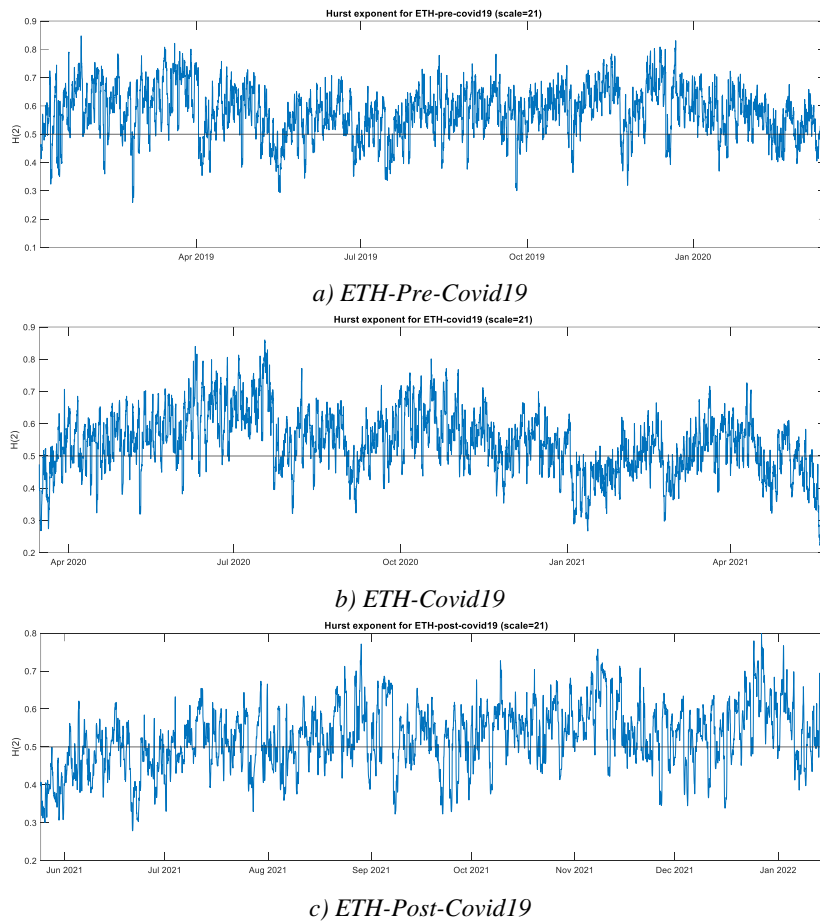 Hurst exponent for ETH-pre-covid19 (scale=21)
0.9
0.8
0.7
0.6
0.5
0.4
0.3
0.2
0.1
H(2)
Apr 2019 Jul 2019 Oct 2019 Jan 2020
a) ETH-Pre-Covid19
Hurst exponent for ETH-covid19 (scale=21)
0.9
0.8
0.7
0.6
0.5
0.4
0.3
0.2
H(2)
Apr 2020 Jul 2020 Oct 2020 Jan 2021 Apr 2021
b) ETH-Covid19
Hurst exponent for ETH-post-covid19 (scale=21)
0.8
0.7
0.6
0.5
0.4
0.3
0.2
H(2)
Jun 2021 Jul 2021 Aug 2021 Sep 2021 Oct 2021 Nov 2021 Dec 2021 Jan 2022
c) ETH-Post-Covid19